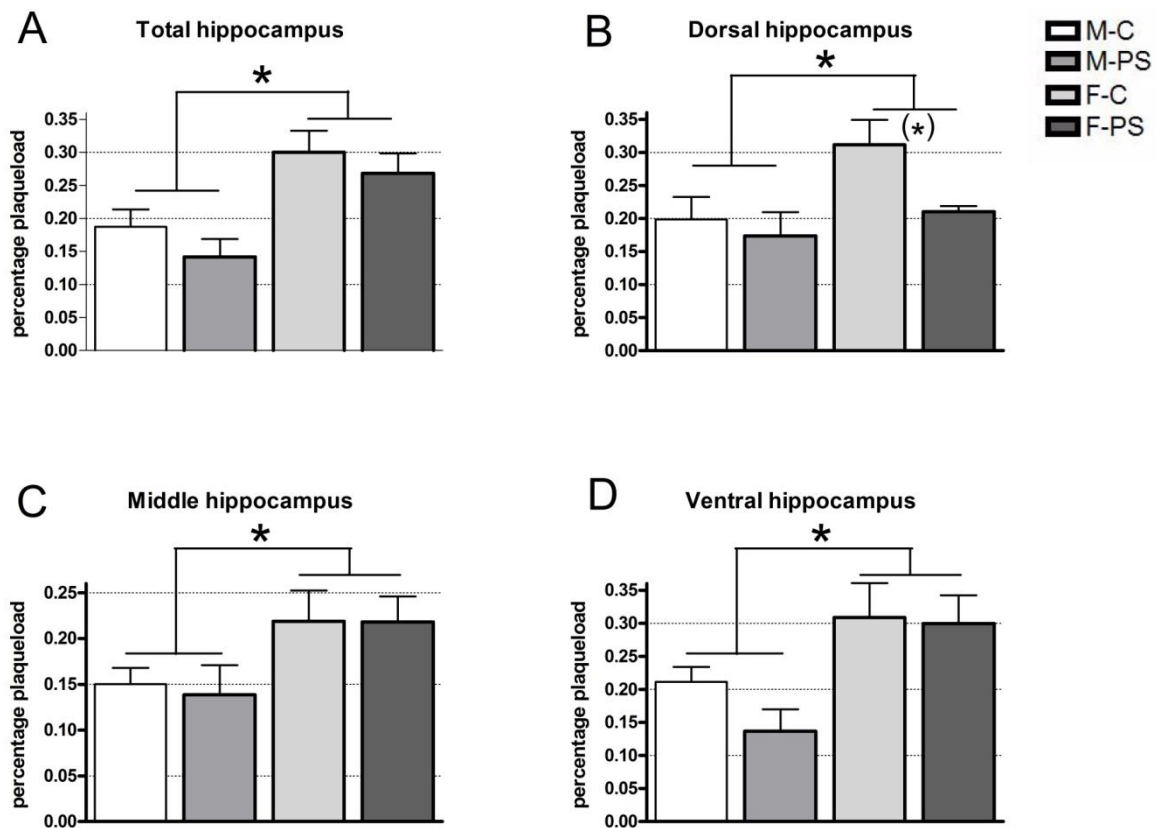 A
Total hippocampus
*
percentage plaqueload
0.35
0.30
0.25
0.20
0.15
0.10
0.05
0.00
B
Dorsal hippocampus
*
(*)
percentage plaqueload
0.35
0.30
0.25
0.20
0.15
0.10
0.05
0.00
M-C
M-PS
F-C
F-PS
C
Middle hippocampus
*
percentage plaqueload
0.25
0.20
0.15
0.10
0.05
0.00
D
Ventral hippocampus
*
percentage plaqueload
0.35
0.30
0.25
0.20
0.15
0.10
0.05
0.00